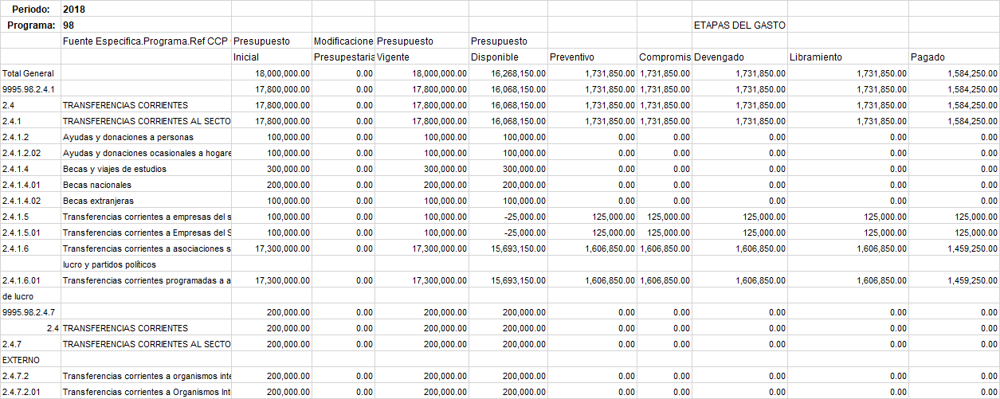 Periodo: 2018
Programa: 98 ETAPAS DEL GASTO
Fuente Especifica.Programa.Ref CCP Presupuesto Modificacione Presupuesto Presupuesto
Inicial Presupestaria Vigente Disponible Preventivo Compromis Devengado Libramiento Pagado
Total General 18,000,000.00 0.00 18,000,000.00 16,268,150.00 1,731,850.00 1,731,850.00 1,731,850.00 1,731,850.00 1,584,250.00
9995.98.2.4.1 17,800,000.00 0.00 17,800,000.00 16,068,150.00 1,731,850.00 1,731,850.00 1,731,850.00 1,731,850.00 1,584,250.00
2.4 TRANSFERENCIAS CORRIENTES 17,800,000.00 0.00 17,800,000.00 16,068,150.00 1,731,850.00 1,731,850.00 1,731,850.00 1,731,850.00 1,584,250.00
2.4.1 TRANSFERENCIAS CORRIENTES AL SECTO 17,800,000.00 0.00 17,800,000.00 16,068,150.00 1,731,850.00 1,731,850.00 1,731,850.00 1,731,850.00 1,584,250.00
2.4.1.2 Ayudas y donaciones a personas 100,000.00 0.00 100,000.00 100,000.00 0.00 0.00 0.00 0.00 0.00
2.4.1.2.02 Ayudas y donaciones ocasionales a hogare 100,000.00 0.00 100,000.00 100,000.00 0.00 0.00 0.00 0.00 0.00
2.4.1.4 Becas y viajes de estudios 300,000.00 0.00 300,000.00 300,000.00 0.00 0.00 0.00 0.00 0.00
2.4.1.4.01 Becas nacionales 200,000.00 0.00 200,000.00 200,000.00 0.00 0.00 0.00 0.00 0.00
2.4.1.4.02 Becas extranjeras 100,000.00 0.00 100,000.00 100,000.00 0.00 0.00 0.00 0.00 0.00
2.4.1.5 Transferencias corrientes a empresas del s 100,000.00 0.00 100,000.00 -25,000.00 125,000.00 125,000.00 125,000.00 125,000.00 125,000.00
2.4.1.5.01 Transferencias corrientes a Empresas del S 100,000.00 0.00 100,000.00 -25,000.00 125,000.00 125,000.00 125,000.00 125,000.00 125,000.00
2.4.1.6 Transferencias corrientes a asociaciones s 17,300,000.00 0.00 17,300,000.00 15,693,150.00 1,606,850.00 1,606,850.00 1,606,850.00 1,606,850.00 1,459,250.00
lucro y partidos políticos
2.4.1.6.01 Transferencias corrientes programadas a a 17,300,000.00 0.00 17,300,000.00 15,693,150.00 1,606,850.00 1,606,850.00 1,606,850.00 1,606,850.00 1,459,250.00
de lucro
9995.98.2.4.7 200,000.00 0.00 200,000.00 200,000.00 0.00 0.00 0.00 0.00 0.00
2.4 TRANSFERENCIAS CORRIENTES 200,000.00 0.00 200,000.00 200,000.00 0.00 0.00 0.00 0.00 0.00
2.4.7 TRANSFERENCIAS CORRIENTES AL SECTO 200,000.00 0.00 200,000.00 200,000.00 0.00 0.00 0.00 0.00 0.00
EXTERNO
2.4.7.2 Transferencias corrientes a organismos inte 200,000.00 0.00 200,000.00 200,000.00 0.00 0.00 0.00 0.00 0.00
2.4.7.2.01 Transferencias corrientes a Organismos Int 200,000.00 0.00 200,000.00 200,000.00 0.00 0.00 0.00 0.00 0.00